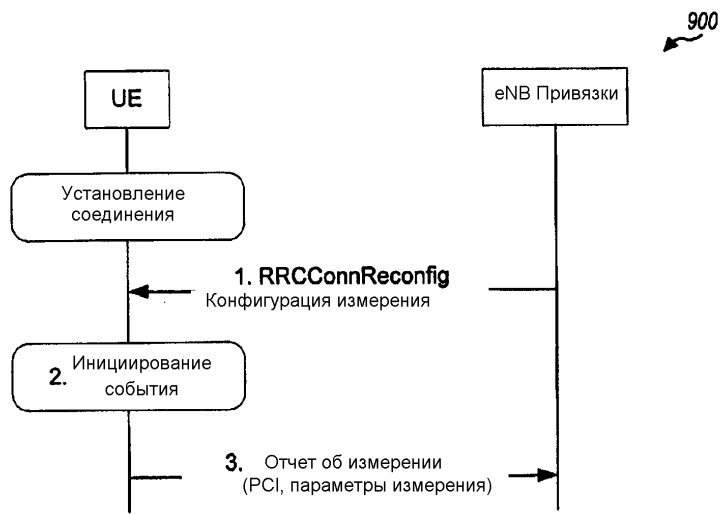 900
UE
eNB Привязки
Установление
соединения
1. RRCConnReconfig
Конфигурация измерения
2. Инициирование
события
3. Отчет об измерении
(PCI, параметры измерения)